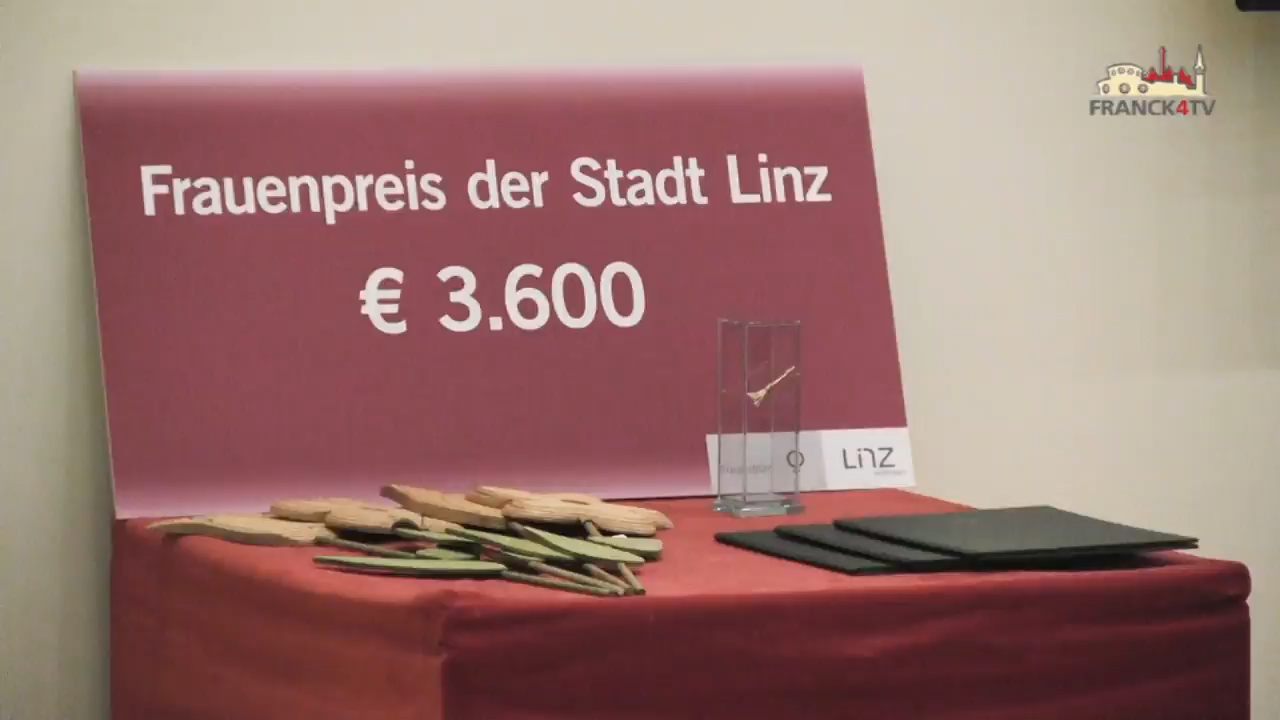 FRANCK4TV
Frauenpreis der Stadt Linz
€ 3.600
Linz